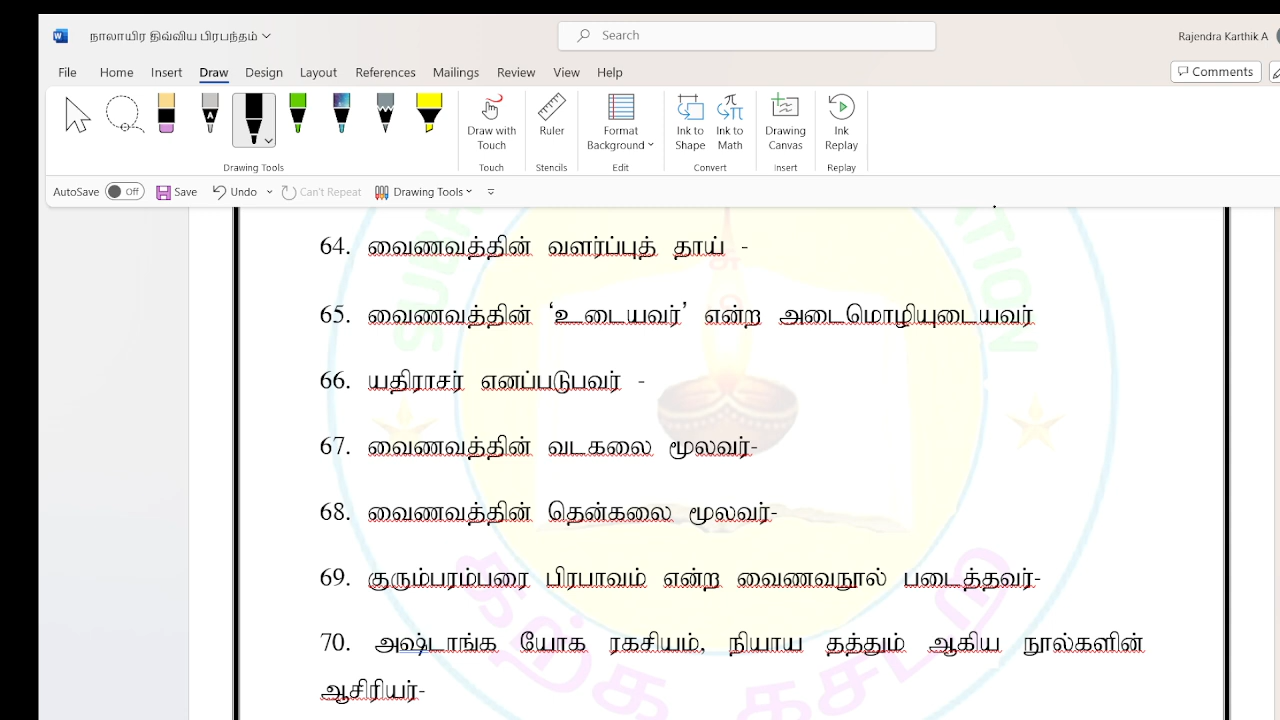 நாலாயிர திவ்விய பிரபந்தம்
Search
Rajendra Karthik A
File Home Insert Draw Design Layout References Mailings Review View Help
Comments
Draw with Touch
Ruler
Format Background
Ink to Shape
Ink to Math
Drawing Canvas
Ink Replay
Drawing Tools Touch Stencils Edit Convert Insert Replay
AutoSave Off Save Undo Can't Repeat Drawing Tools
64. வைணவத்தின் வளர்ப்புத் தாய் -
65. வைணவத்தின் ‘உடையவர்’ என்ற அடைமொழியுடையவர்
66. யதிராசர் எனப்படுபவர் -
67. வைணவத்தின் வடகலை மூலவர்-
68. வைணவத்தின் தென்கலை மூலவர்-
69. குரும்பரம்பரை பிரபாவம் என்ற வைணவநூல் படைத்தவர்-
70. அஷ்டாங்க யோக ரகசியம், நியாய தத்தும் ஆகிய நூல்களின்
ஆசிரியர்-